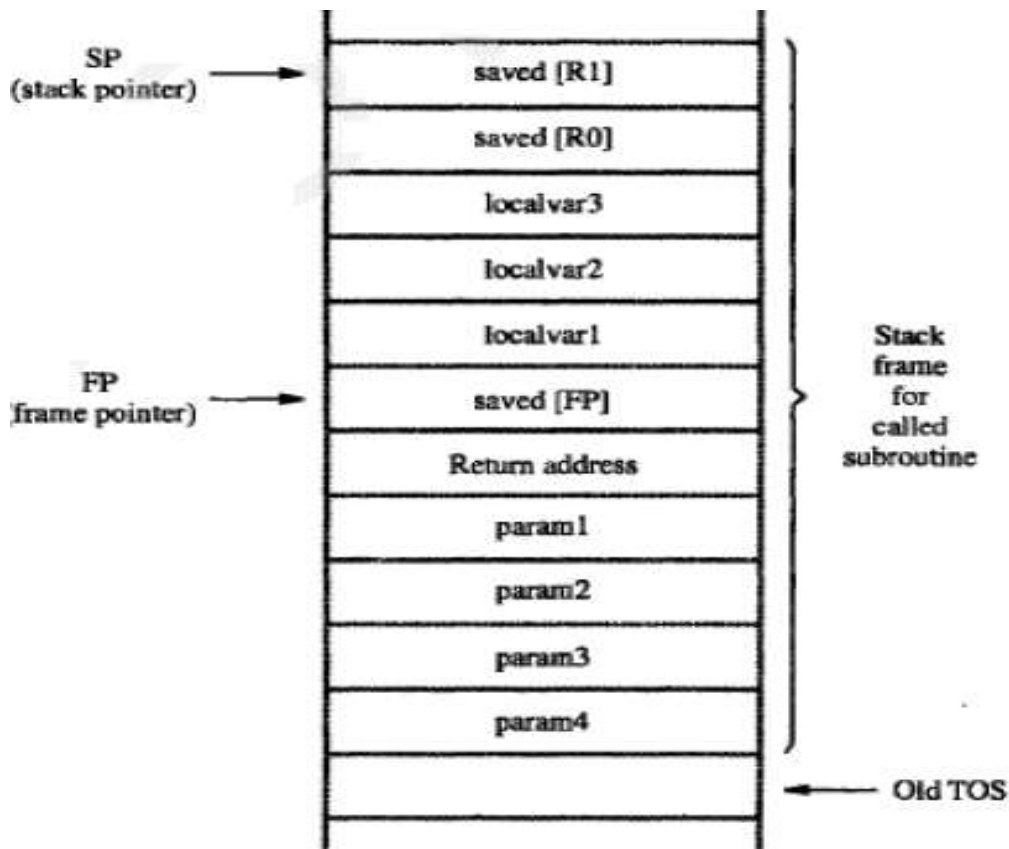 SP
(stack pointer)
saved [R1]
saved [R0]
localvar3
localvar2
localvar1
FP
(frame pointer)
saved [FP]
Return address
param1
param2
param3
param4
Stack
frame
for
called
subroutine
Old TOS